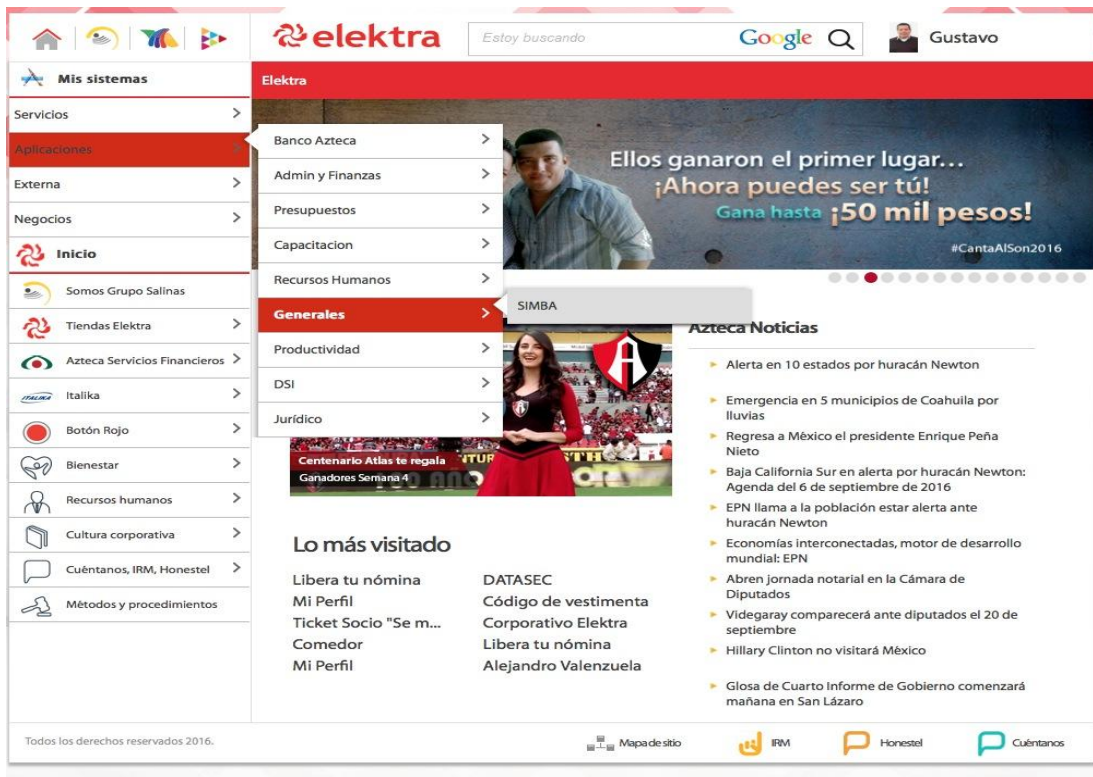 elektra
Estoy buscando
Google
Gustavo
Mis sistemas
Servicios
Aplicaciones
Externa
Negocios
Inicio
Somos Grupo Salinas
Tiendas Elektra
Azteca Servicios Financieros
ITALIKA
Italika
Botón Rojo
Bienestar
Recursos humanos
Cultura corporativa
Cuéntanos, IRM, Honestel
Métodos y procedimientos
Elektra
Banco Azteca
Admin y Finanzas
Presupuestos
Capacitacion
Recursos Humanos
Generales
Productividad
DSI
Jurídico
SIMBA
Ellos ganaron el primer lugar...
¡Ahora puedes ser tú!
Gana hasta ¡50 mil pesos!
#CantaAlSon2016
A
Centenario Atlas te regala
Ganadores Semana 4
Lo más visitado
Libera tu nómina
Mi Perfil
Ticket Socio "Se m...
Comedor
Mi Perfil
DATASEC
Código de vestimenta
Corporativo Elektra
Libera tu nómina
Alejandro Valenzuela
Azteca Noticias
Alerta en 10 estados por huracán Newton
Emergencia en 5 municipios de Coahuila por
lluvias
Regresa a México el presidente Enrique Peña
Nieto
Baja California Sur en alerta por huracán Newton:
Agenda del 6 de septiembre de 2016
EPN llama a la población estar alerta ante
huracán Newton
Economías interconectadas, motor de desarrollo
mundial: EPN
Abren jornada notarial en la Cámara de
Diputados
Videgaray comparecerá ante diputados el 20 de
septiembre
Hillary Clinton no visitará México
Glosa de Cuarto Informe de Gobierno comenzará
mañana en San Lázaro
Todos los derechos reservados 2016.
Mapa de sitio
IRM
Honestel
Cuéntanos